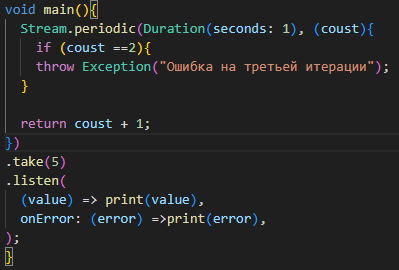 void main(){
Stream.periodic(Duration(seconds: 1), (coust){
if (coust ==2){
throw Exception("Ошибка на третьей итерации");
}
return coust + 1;
})
.take(5)
.listen(
(value) => print(value),
onError: (error) =>print(error),
);
}